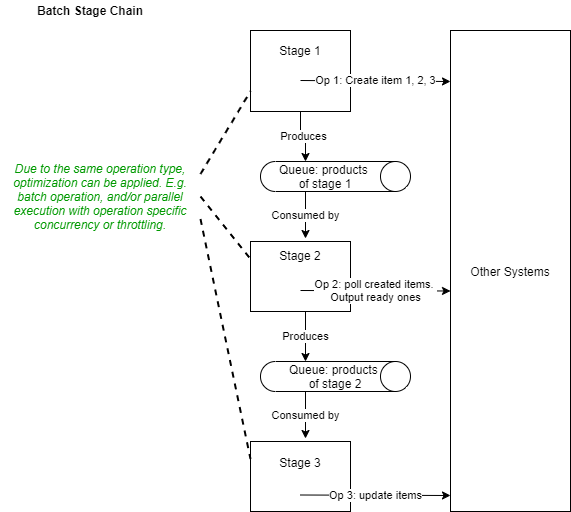 Batch Stage Chain
Stage 1
Op 1: Create item 1, 2, 3
Produces
Queue: products
of stage 1
Consumed by
Due to the same operation type,
optimization can be applied. E.g.
batch operation, and/or parallel
execution with operation specific
concurrency or throttling.
Stage 2
Op 2: poll created items.
Output ready ones
Other Systems
Produces
Queue: products
of stage 2
Consumed by
Stage 3
Op 3: update items